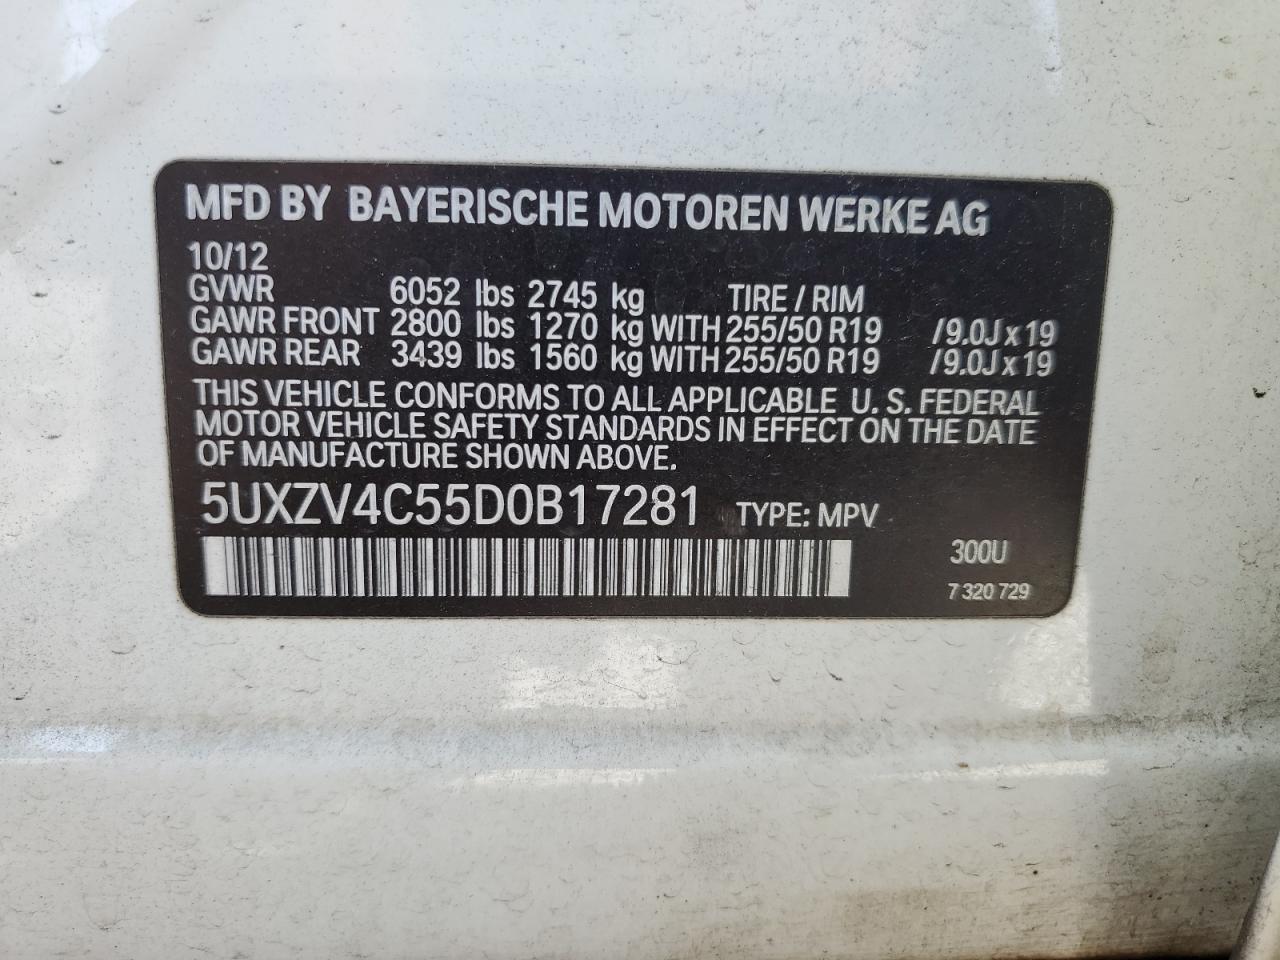 MFD BY BAYERISCHE MOTOREN WERKE AG
10/12
GVWR 6052 lbs 2745 kg TIRE / RIM
GAWR FRONT 2800 lbs 1270 kg WITH 255/50 R19 /9.0J x 19
GAWR REAR 3439 lbs 1560 kg WITH 255/50 R19 /9.0J x 19
THIS VEHICLE CONFORMS TO ALL APPLICABLE U. S. FEDERAL
MOTOR VEHICLE SAFETY STANDARDS IN EFFECT ON THE DATE
OF MANUFACTURE SHOWN ABOVE.
5UXZV4C55D0B17281 TYPE: MPV
300U
7 320 729